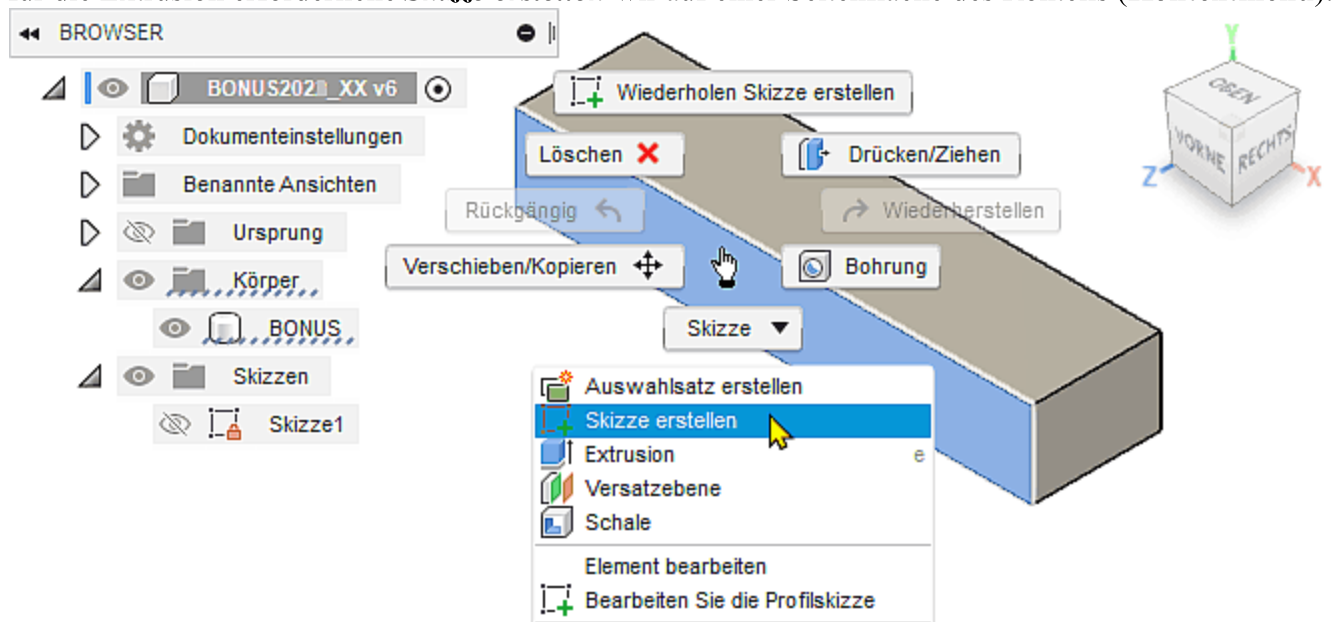 BROWSER
BONUS202_XX v6
Dokumenteinstellungen
Benannte Ansichten
Ursprung
Körper
BONUS
Skizzen
Skizze1
Wiederholen Skizze erstellen
Löschen
Drücken/Ziehen
Rückgängig
Wiederherstellen
Verschieben/Kopieren
Bohrung
Skizze
Auswahlsatz erstellen
Skizze erstellen
Extrusion e
Versatzebene
Schale
Element bearbeiten
Bearbeiten Sie die Profilskizze
Y
OBEN
VORNE
RECHTS
Z
X